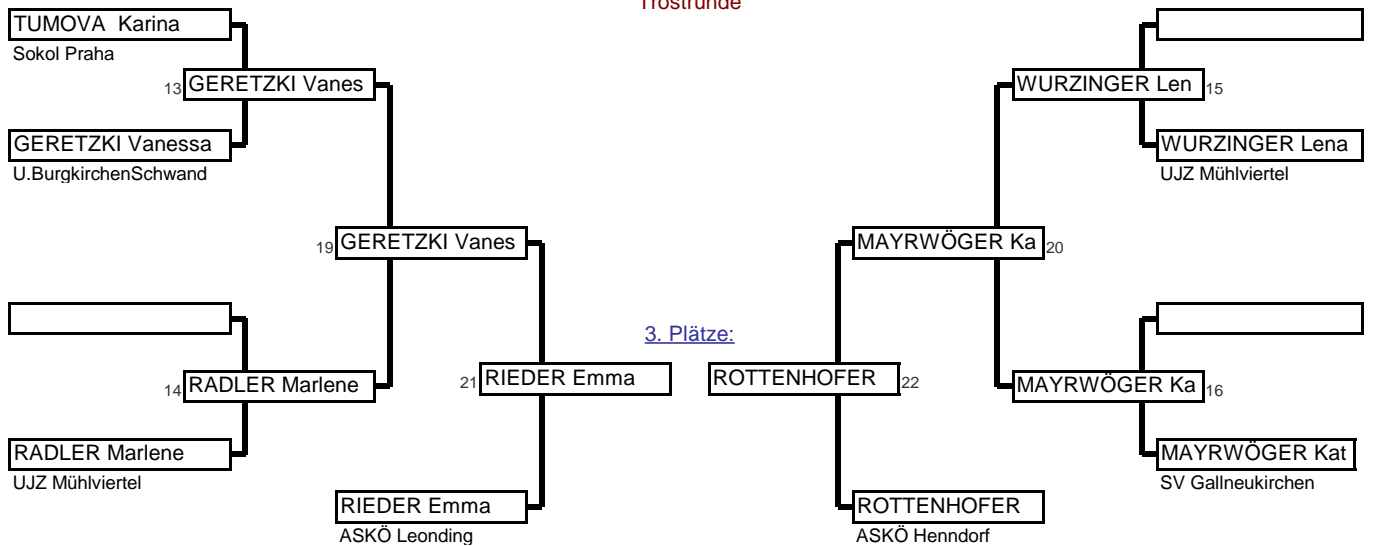 Trostrunde
TUMOVA Karina
Sokol Praha
13 GERETZKI Vanes
WURZINGER Len 15
GERETZKI Vanessa
U.BurgkirchenSchwand
WURZINGER Lena
UJZ Mühlviertel
19 GERETZKI Vanes
MAYRWÖGER Ka 20
3. Plätze:
14 RADLER Marlene
21 RIEDER Emma
ROTTENHOFER 22
MAYRWÖGER Ka 16
RADLER Marlene
UJZ Mühlviertel
MAYRWÖGER Kat
SV Gallneukirchen
RIEDER Emma
ASKÖ Leonding
ROTTENHOFER
ASKÖ Henndorf